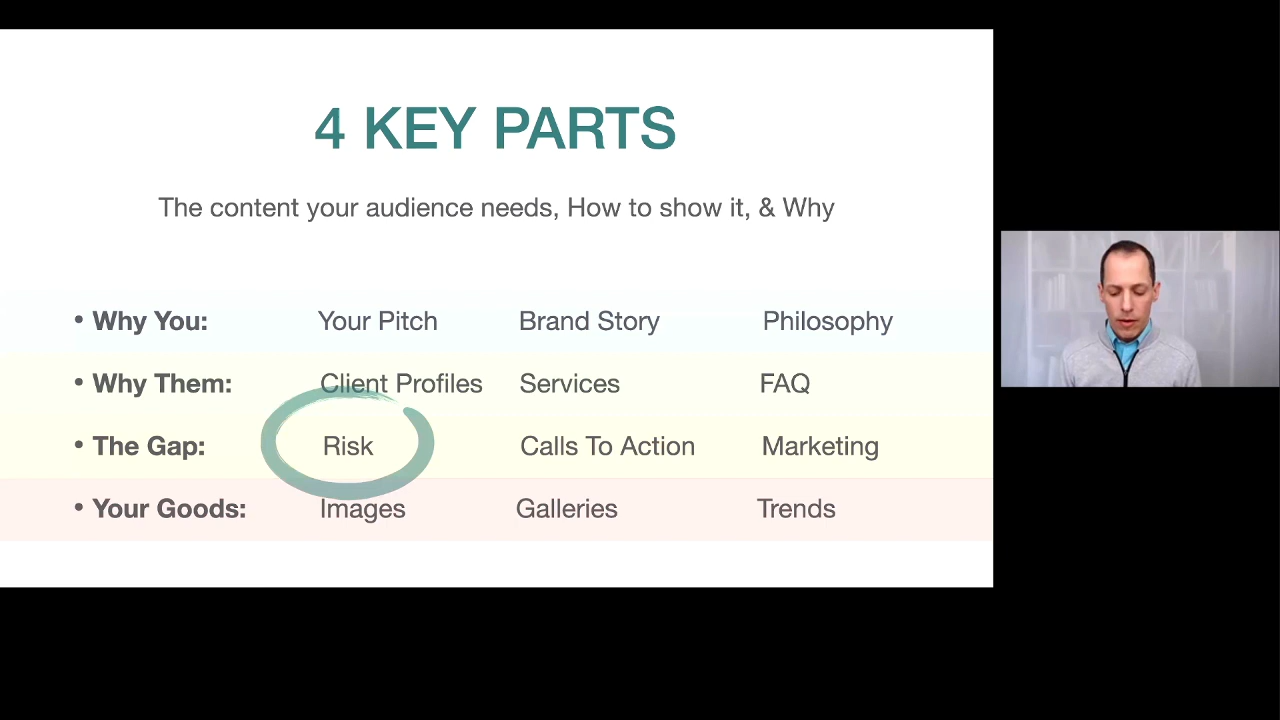 4 KEY PARTS
The content your audience needs, How to show it, & Why
• Why You: Your Pitch Brand Story Philosophy
• Why Them: Client Profiles Services FAQ
• The Gap: Risk Calls To Action Marketing
• Your Goods: Images Galleries Trends